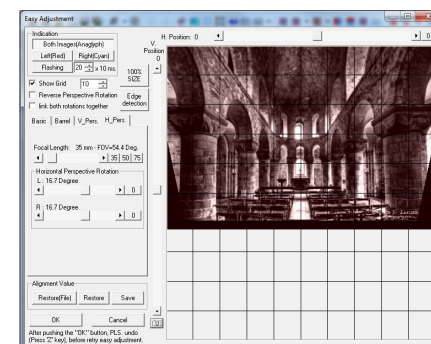 Easy Adjustment
Indication
Both Images(Anaglyph)
Left(Red) Right(Cyan)
Flashing 20 x 10 ms.
Show Grid 10
Reverse Perspective Rotation
link both rotations together
100% SIZE
Edge detection
V. Position
0
H. Position: 0
0
Basic Barrel V_Pers. H_Pers.
Focal Length: 35 mm - FOV=54.4 Deg.
35 50 75
Horizontal Perspective Rotation
L : 16.7 Degree
0
R : 16.7 Degree
0
Alignment Value
Restore(File) Restore Save
OK Cancel
U
After pushing the "OK" button, PLS. undo
(Press 'Z' key), before retry easy adjustment.